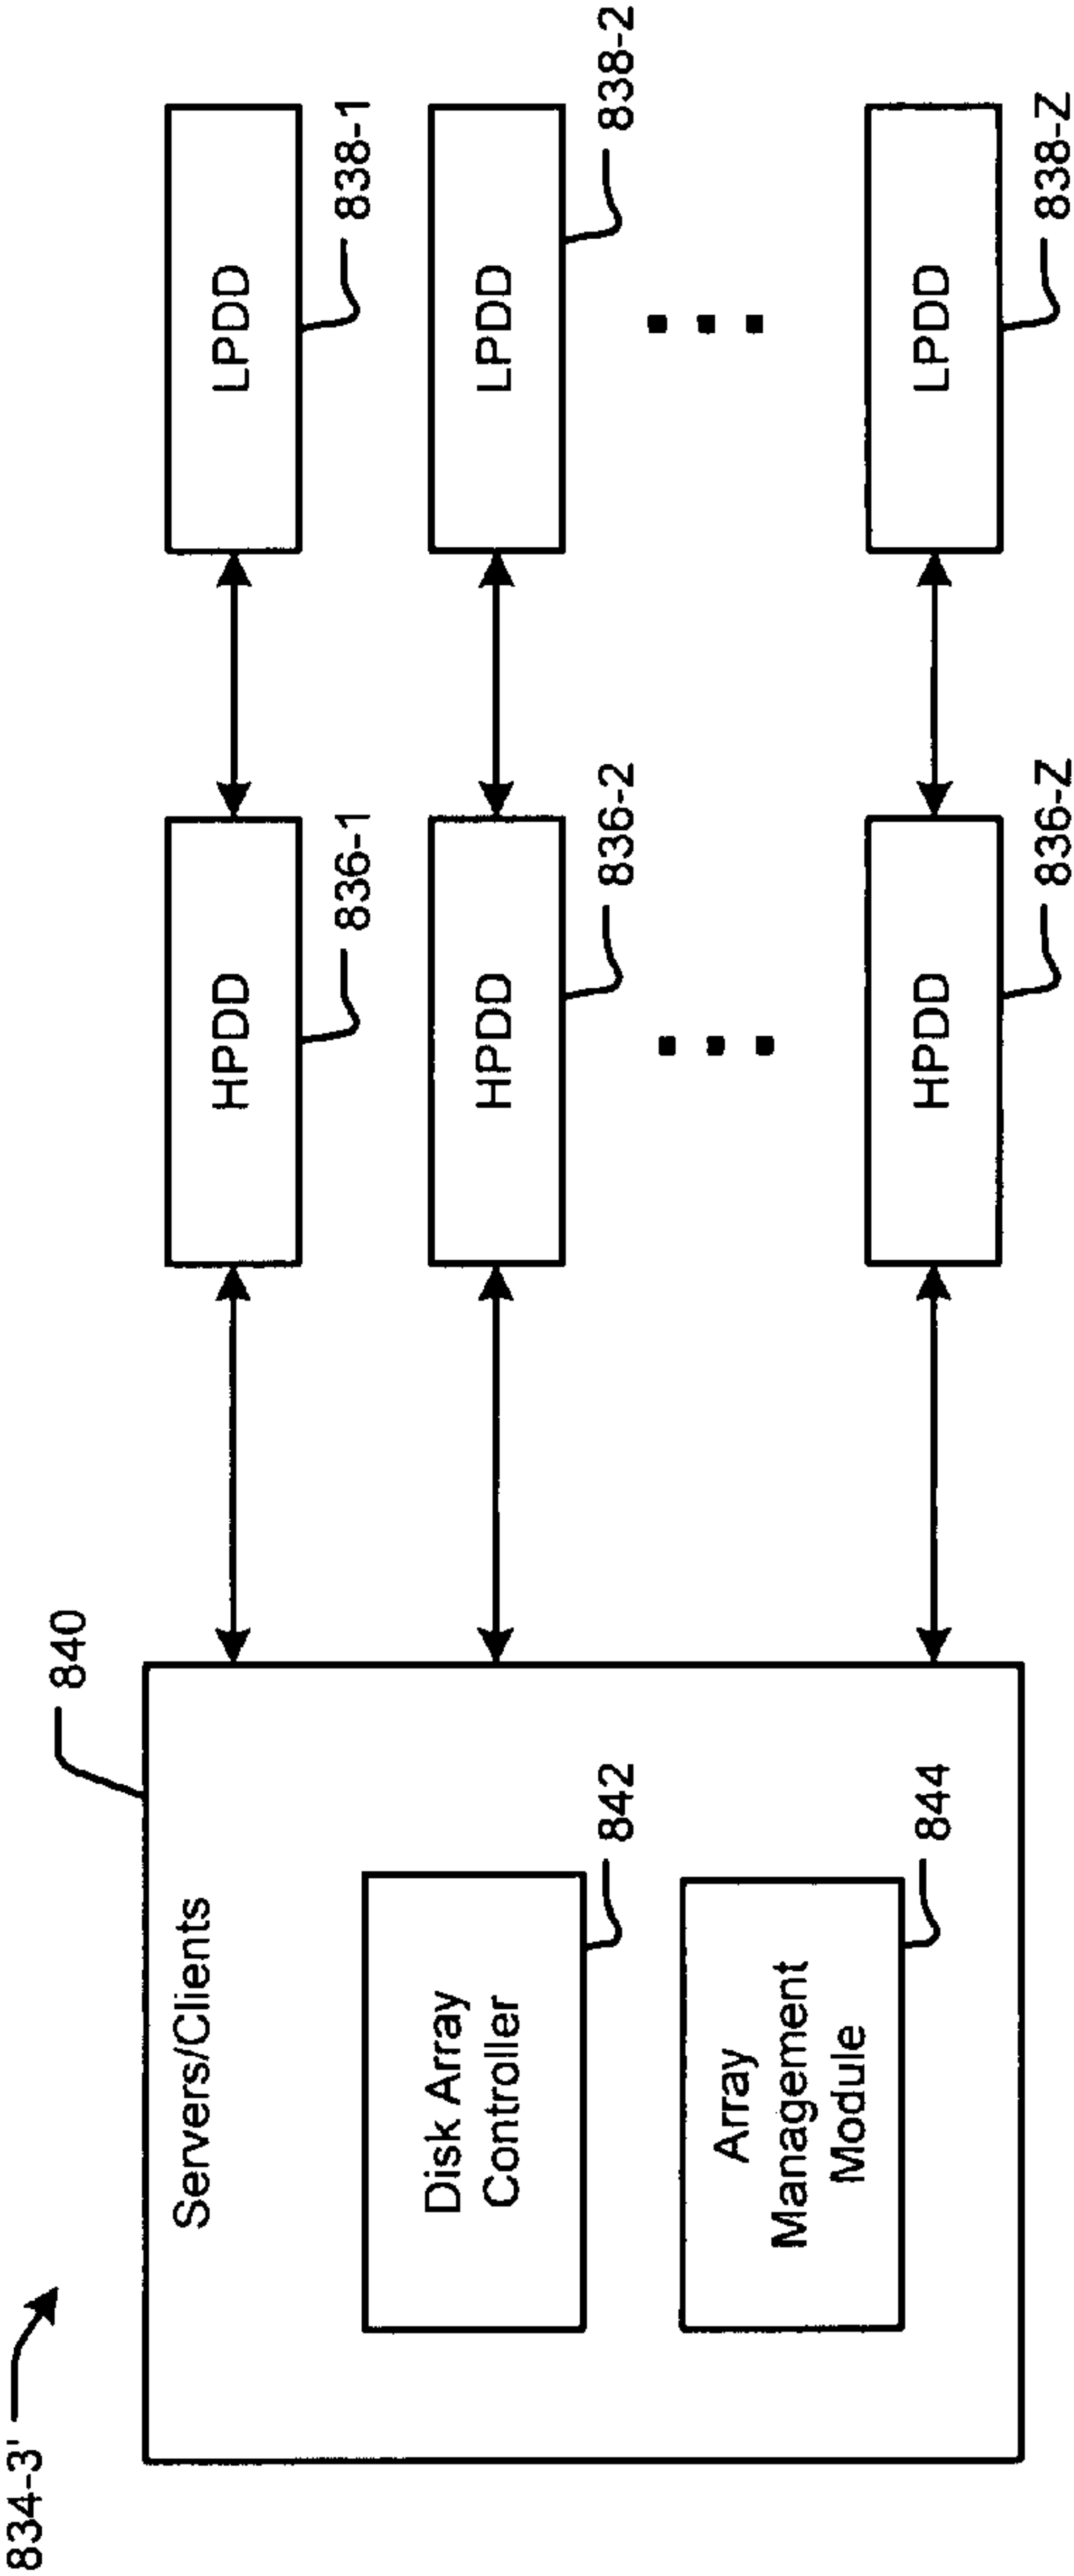 834-3'
840
Servers/Clients
Disk Array
Controller
842
Array
Management
Module
844
HPDD
836-1
LPDD
838-1
HPDD
836-2
LPDD
838-2
HPDD
836-Z
LPDD
838-Z